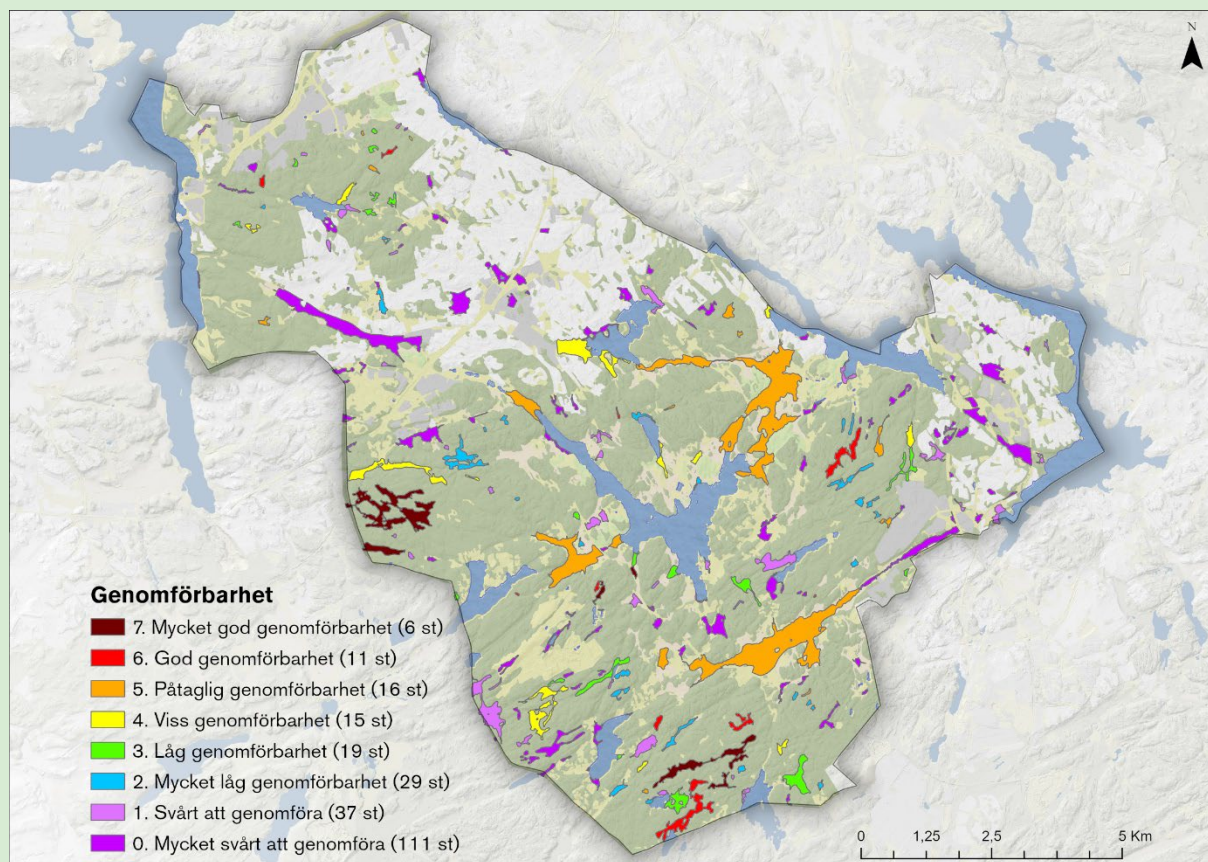 N
Genomförbarhet
7. Mycket god genomförbarhet (6 st)
6. God genomförbarhet (11 st)
5. Påtaglig genomförbarhet (16 st)
4. Viss genomförbarhet (15 st)
3. Låg genomförbarhet (19 st)
2. Mycket låg genomförbarhet (29 st)
1. Svårt att genomföra (37 st)
0. Mycket svårt att genomföra (111 st)
0 1,25 2,5 5 Km